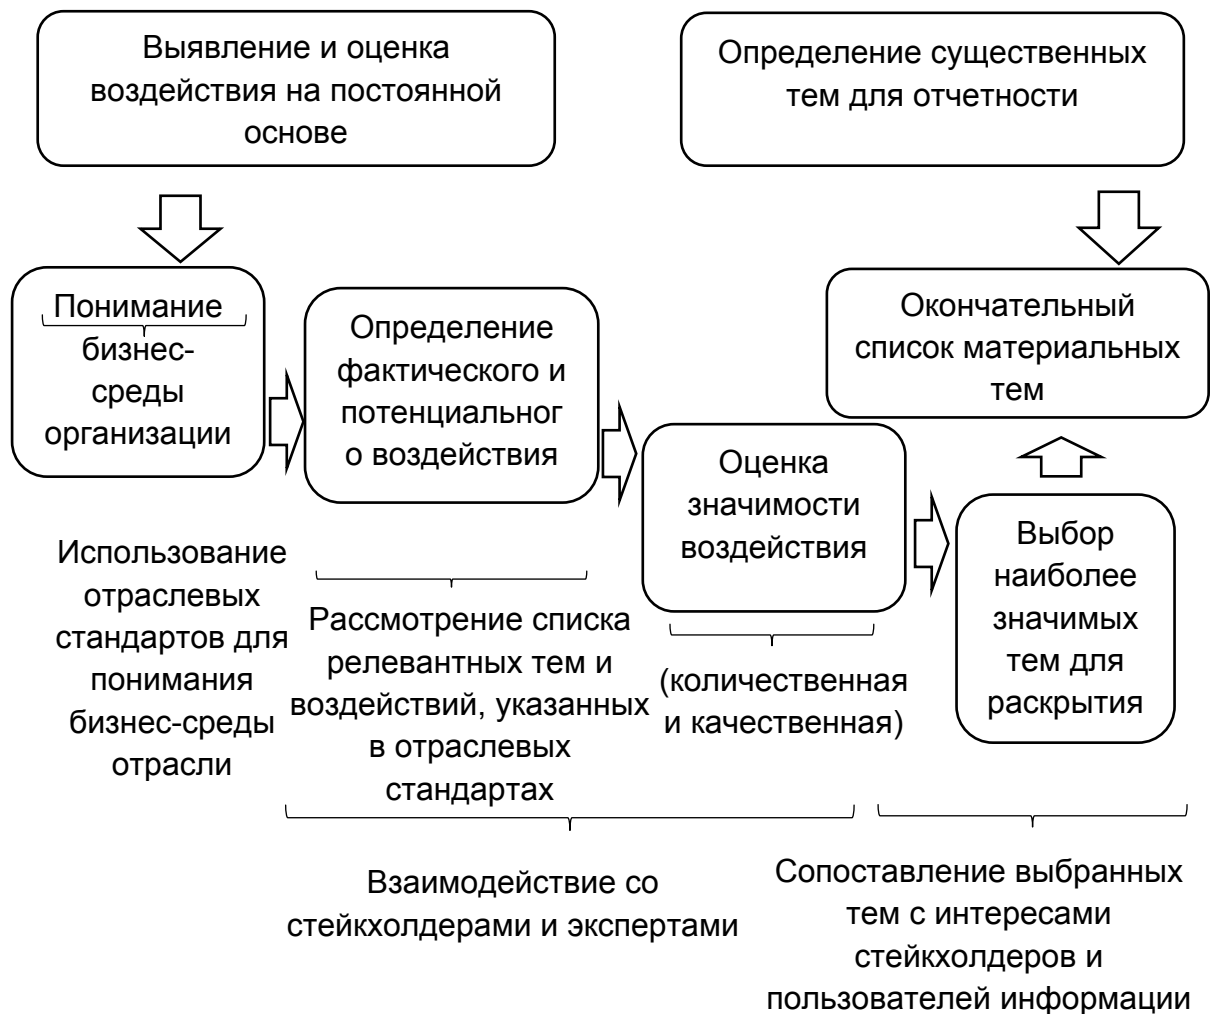 Выявление и оценка
воздействия на постоянной
основе
Определение существенных
тем для отчетности
Понимание
бизнес-
среды
организации
Определение
фактического и
потенциальног
о воздействия
Оценка
значимости
воздействия
Выбор
наиболее
значимых
тем для
раскрытия
Окончательный
список материальных
тем
Использование
отраслевых
стандартов для
понимания
бизнес-среды
отрасли
Рассмотрение списка
релевантных тем и
воздействий, указанных
в отраслевых
стандартах
(количественная
и качественная)
Взаимодействие со
стейкхолдерами и экспертами
Сопоставление выбранных
тем с интересами
стейкхолдеров и
пользователей информации